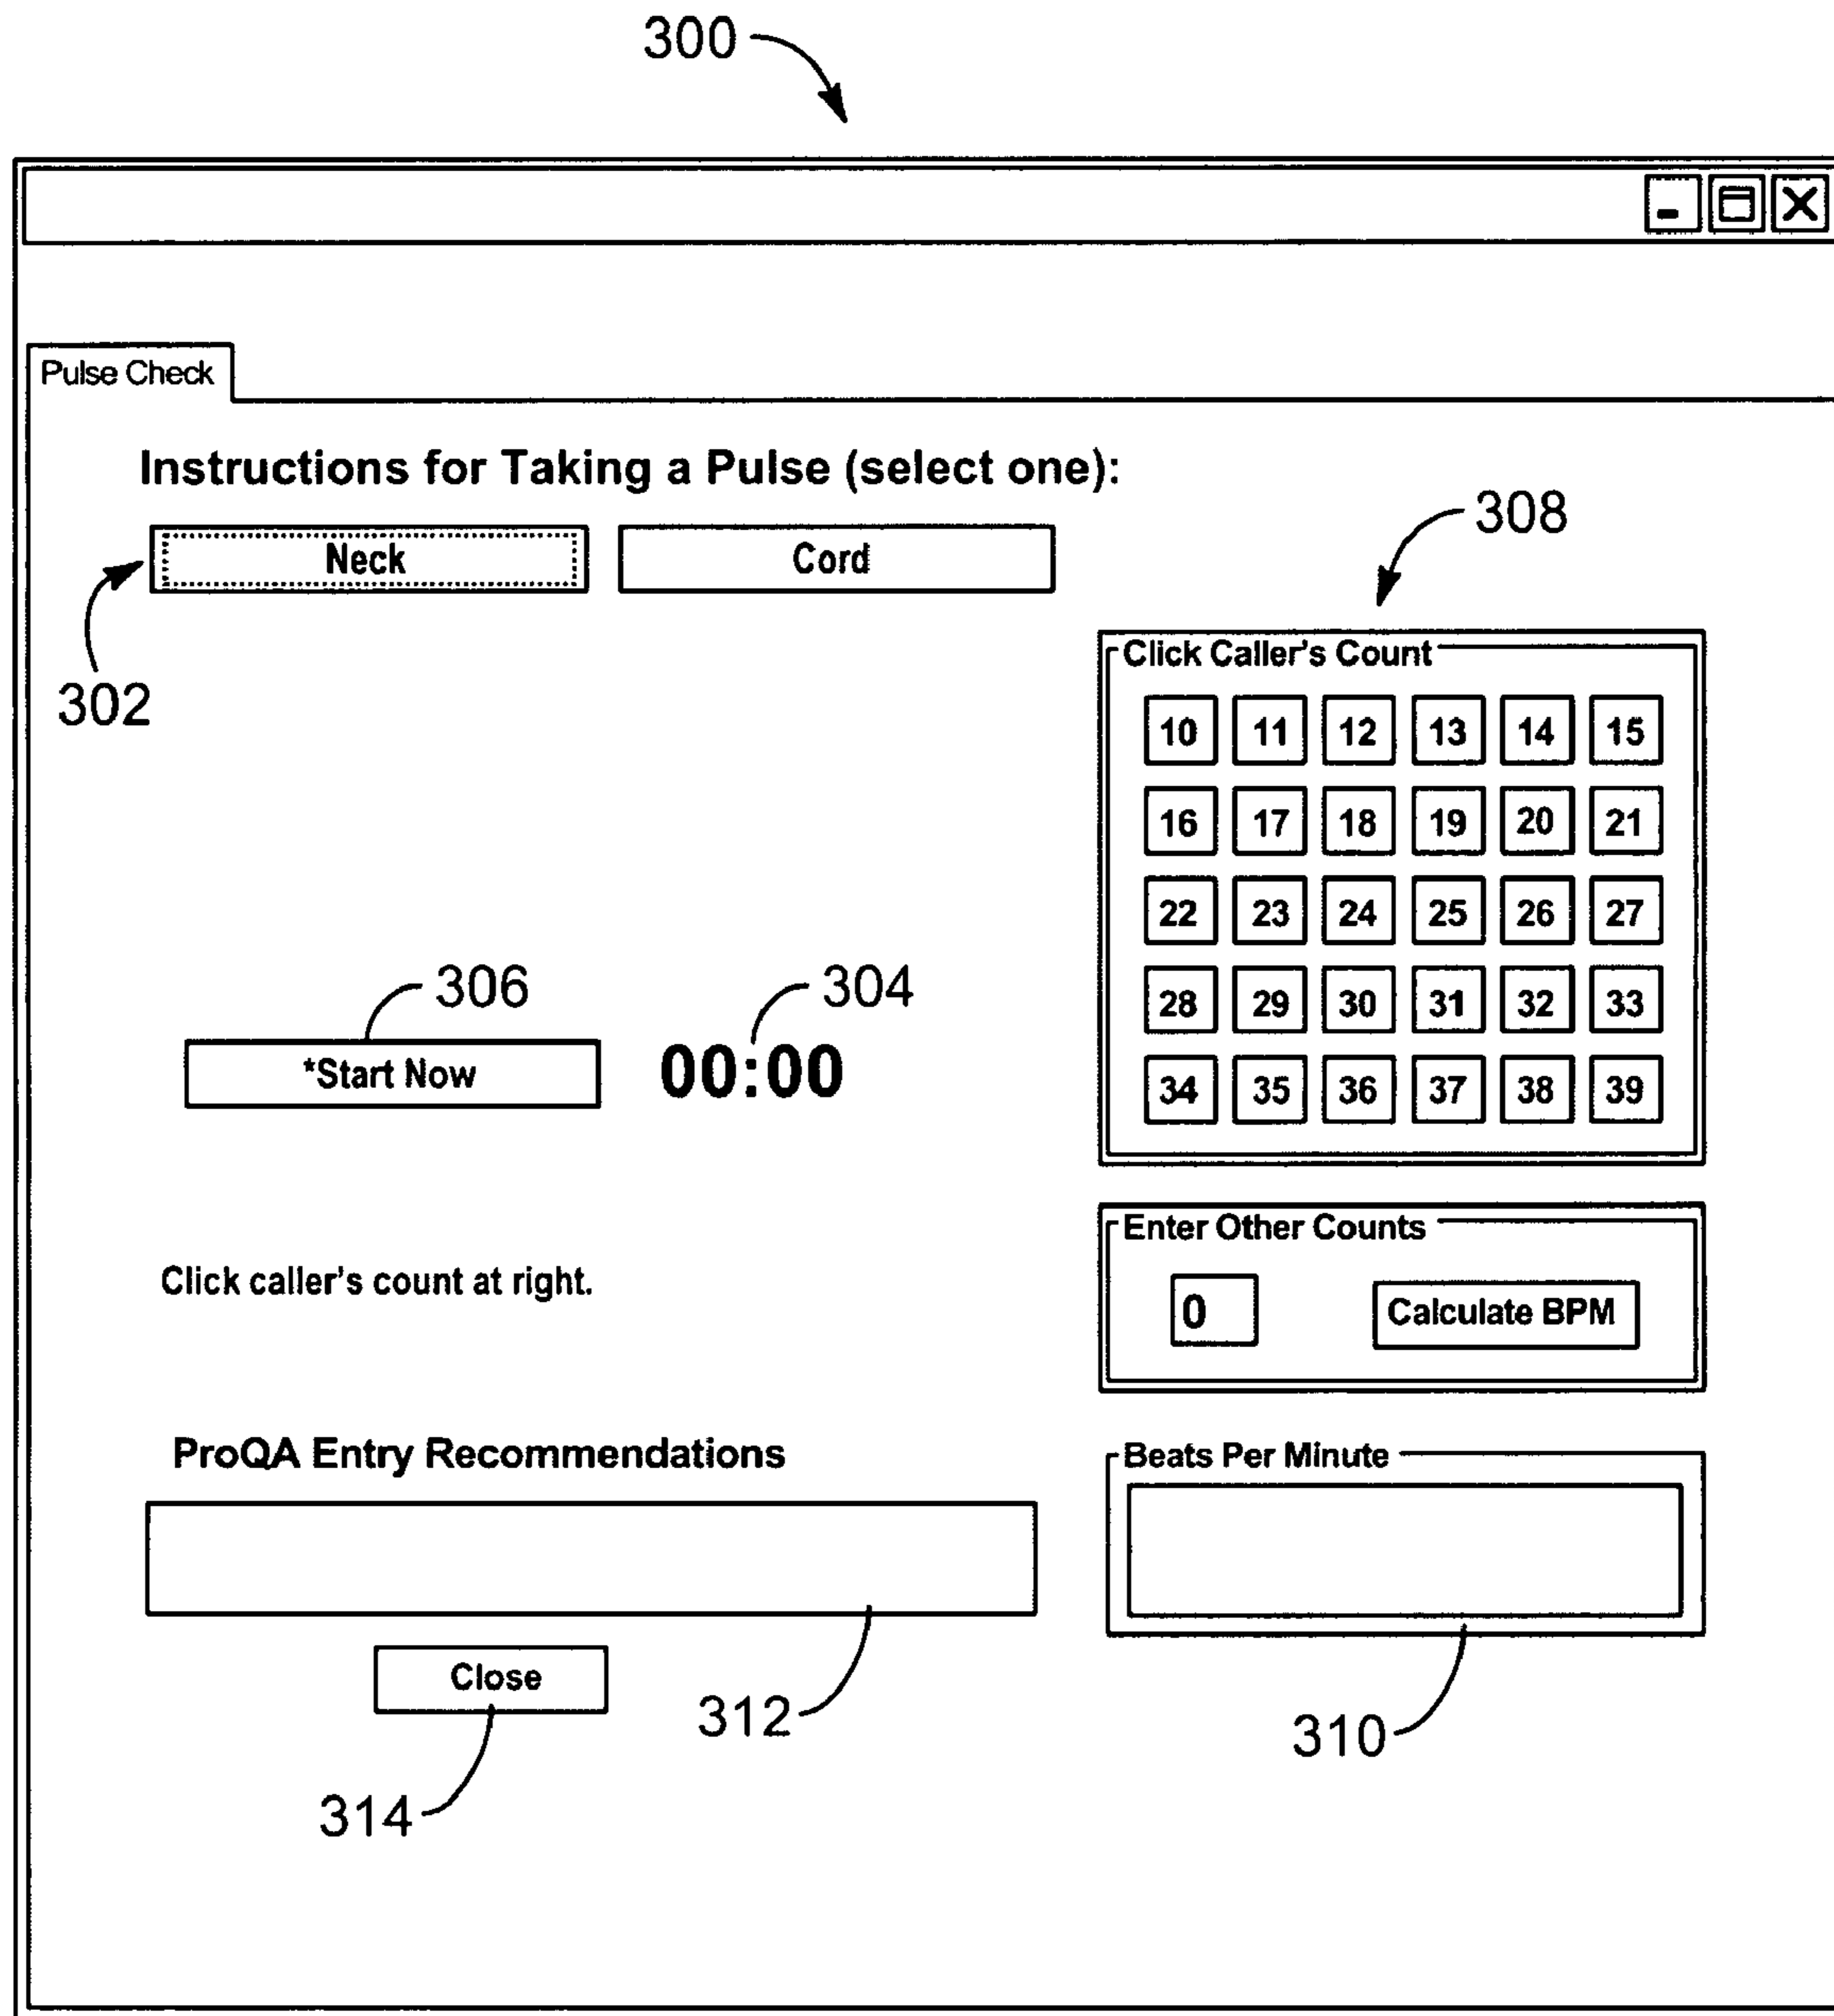 300
Pulse Check
Instructions for Taking a Pulse (select one):
Neck Cord
302
308
Click Caller's Count
10 11 12 13 14 15
16 17 18 19 20 21
22 23 24 25 26 27
28 29 30 31 32 33
34 35 36 37 38 39
306 304
*Start Now 00:00
Enter Other Counts
Click caller's count at right.
0 Calculate BPM
ProQA Entry Recommendations
Beats Per Minute
Close
312
310
314